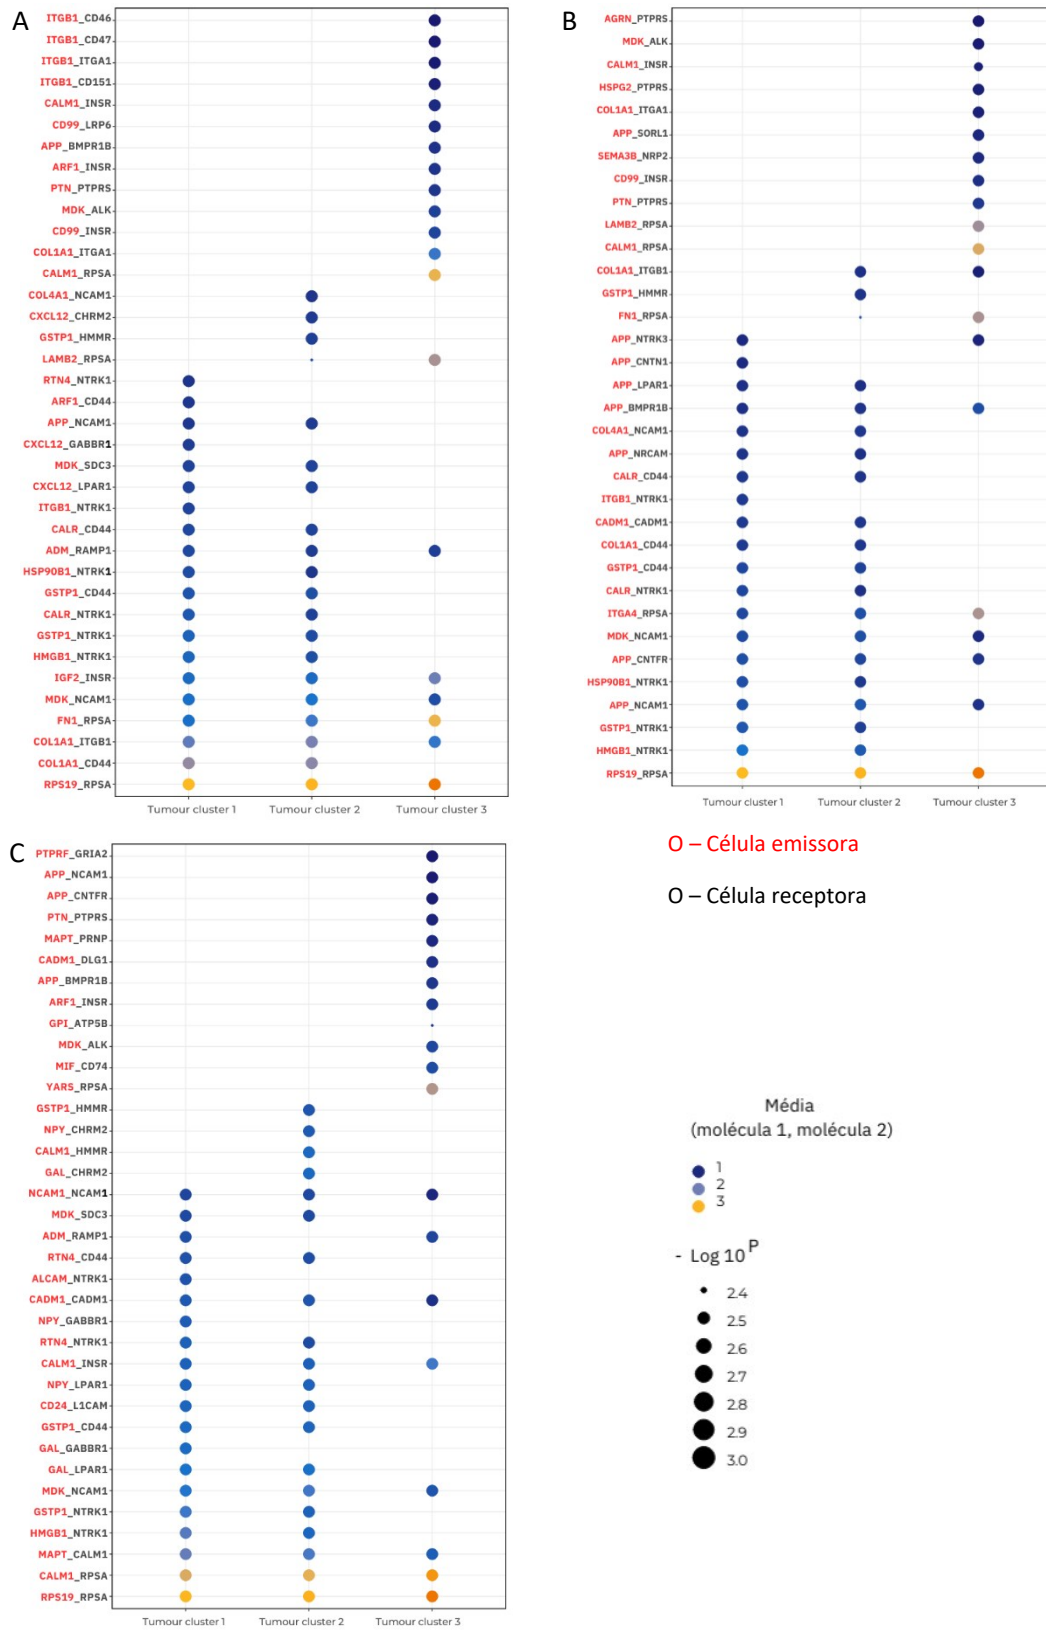 A
ITGB1_CD46
ITGB1_CD47
ITGB1_ITGA1
ITGB1_CD151
CALM1_INSR
CD99_LRP6
APP_BMPR1B
ARF1_INSR
PTN_PTPRS
MDK_ALK
CD99_INSR
COL1A1_ITGA1
CALM1_RPSA
COL4A1_NCAM1
CXCL12_CHRM2
GSTP1_HMMR
LAMB2_RPSA
RTN4_NTRK1
ARF1_CD44
APP_NCAM1
CXCL12_GABBR1
MDK_SDC3
CXCL12_LPAR1
ITGB1_NTRK1
CALR_CD44
ADM_RAMP1
HSP90B1_NTRK1
GSTP1_CD44
CALR_NTRK1
GSTP1_NTRK1
HMGB1_NTRK1
IGF2_INSR
MDK_NCAM1
FN1_RPSA
COL1A1_ITGB1
COL1A1_CD44
RPS19_RPSA
Tumour cluster 1 Tumour cluster 2 Tumour cluster 3
B
AGRN_PTPRS
MDK_ALK
CALM1_INSR
HSPG2_PTPRS
COL1A1_ITGA1
APP_SORL1
SEMA3B_NRP2
CD99_INSR
PTN_PTPRS
LAMB2_RPSA
CALM1_RPSA
COL1A1_ITGB1
GSTP1_HMMR
FN1_RPSA
APP_NTRK3
APP_CNTN1
APP_LPAR1
APP_BMPR1B
COL4A1_NCAM1
APP_NRCAM
CALR_CD44
ITGB1_NTRK1
CADM1_CADM1
COL1A1_CD44
GSTP1_CD44
CALR_NTRK1
ITGA4_RPSA
MDK_NCAM1
APP_CNTFR
HSP90B1_NTRK1
APP_NCAM1
GSTP1_NTRK1
HMGB1_NTRK1
RPS19_RPSA
Tumour cluster 1 Tumour cluster 2 Tumour cluster 3
O – Célula emissora
O – Célula receptora
C
PTPRF_GRIA2
APP_NCAM1
APP_CNTFR
PTN_PTPRS
MAPT_PRNP
CADM1_DLG1
APP_BMPR1B
ARF1_INSR
GPI_ATP5B
MDK_ALK
MIF_CD74
YARS_RPSA
GSTP1_HMMR
NPY_CHRM2
CALM1_HMMR
GAL_CHRM2
NCAM1_NCAM1
MDK_SDC3
ADM_RAMP1
RTN4_CD44
ALCAM_NTRK1
CADM1_CADM1
NPY_GABBR1
RTN4_NTRK1
CALM1_INSR
NPY_LPAR1
CD24_L1CAM
GSTP1_CD44
GAL_GABBR1
GAL_LPAR1
MDK_NCAM1
GSTP1_NTRK1
HMGB1_NTRK1
MAPT_CALM1
CALM1_RPSA
RPS19_RPSA
Tumour cluster 1 Tumour cluster 2 Tumour cluster 3
Média
(molécula 1, molécula 2)
1
2
3
- Log 10 P
2.4
2.5
2.6
2.7
2.8
2.9
3.0